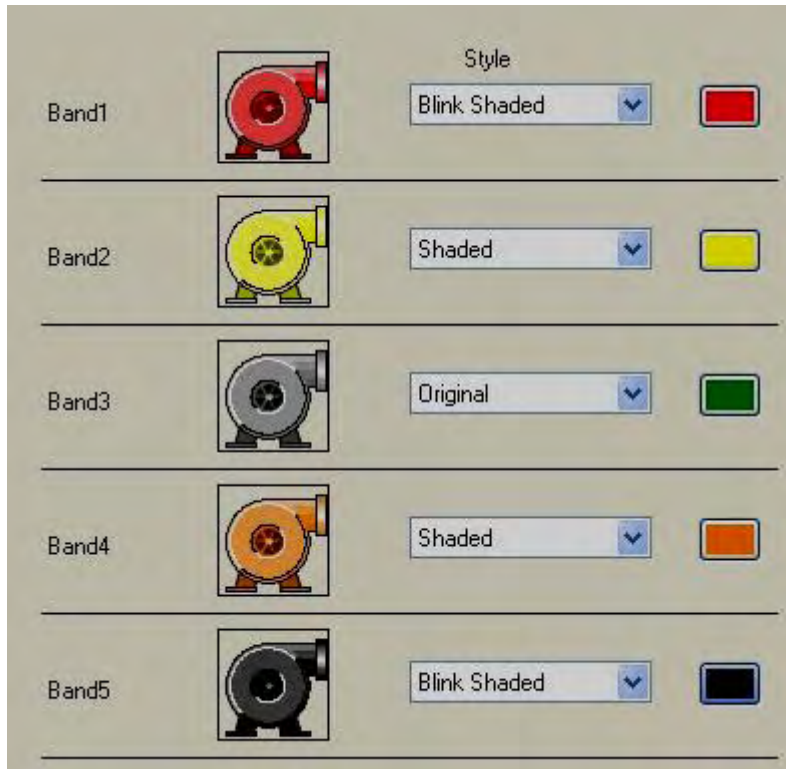 Style
Band1 Blink Shaded
Band2 Shaded
Band3 Original
Band4 Shaded
Band5 Blink Shaded